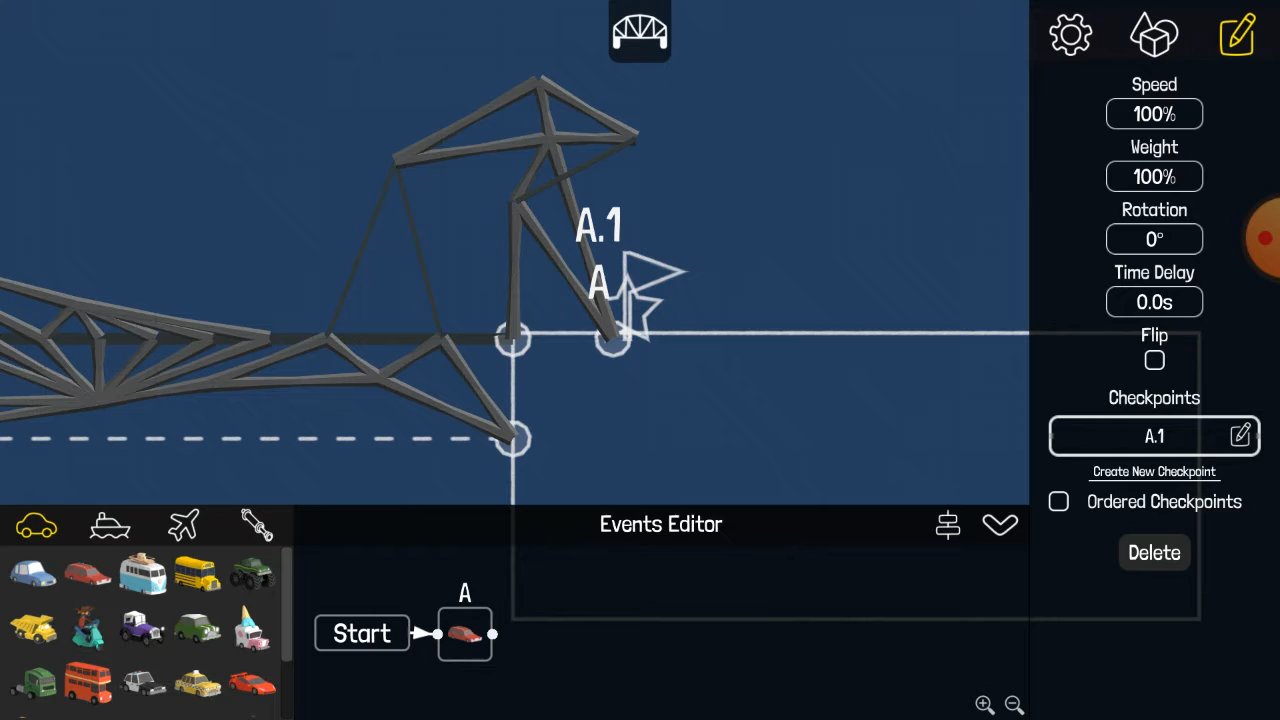 Speed
100%
Weight
100%
Rotation
0°
Time Delay
0.0s
Flip
Checkpoints
A.1
Create New Checkpoint
Ordered Checkpoints
Delete
A.1
A
Events Editor
A
Start